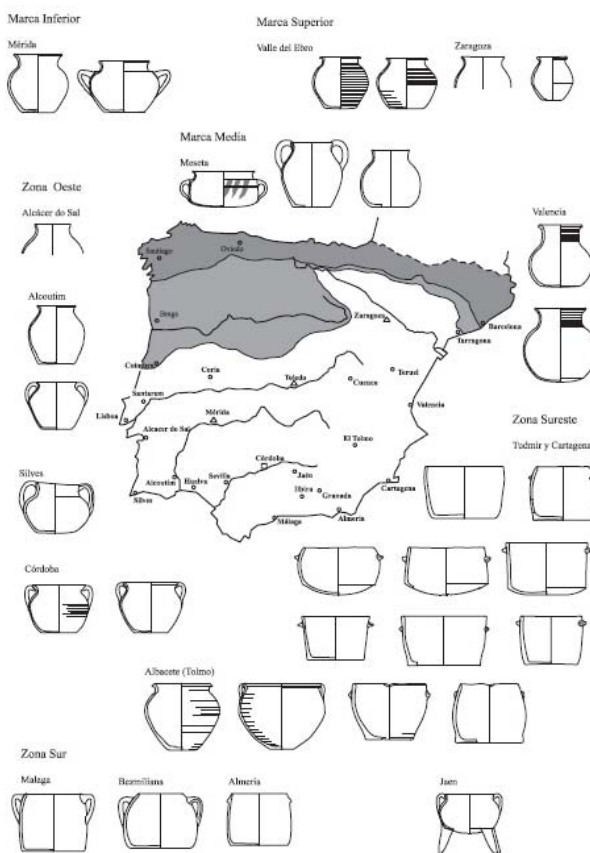 Marca Inferior
Mérida
Marca Superior
Valle del Ebro
Zaragoza
Marca Media
Meseta
Zona Oeste
Alcácer do Sal
Alcoutim
Silves
Córdoba
Valencia
Zona Sureste
Tudmir y Cartagena
Santiago
Oviedo
Braga
Zaragoza
Barcelona
Tarragona
Coimbra
Coria
Toledo
Cuenca
Teruel
Santarem
Lisboa
Mérida
Valencia
Alcacer do Sal
El Tolmo
Córdoba
Alcoutim
Huelva
Sevilla
Jaén
Cartagena
Silves
Granada
Málaga
Almería
Albacete (Tolmo)
Zona Sur
Malaga
Bezmiliana
Almería
Jaen